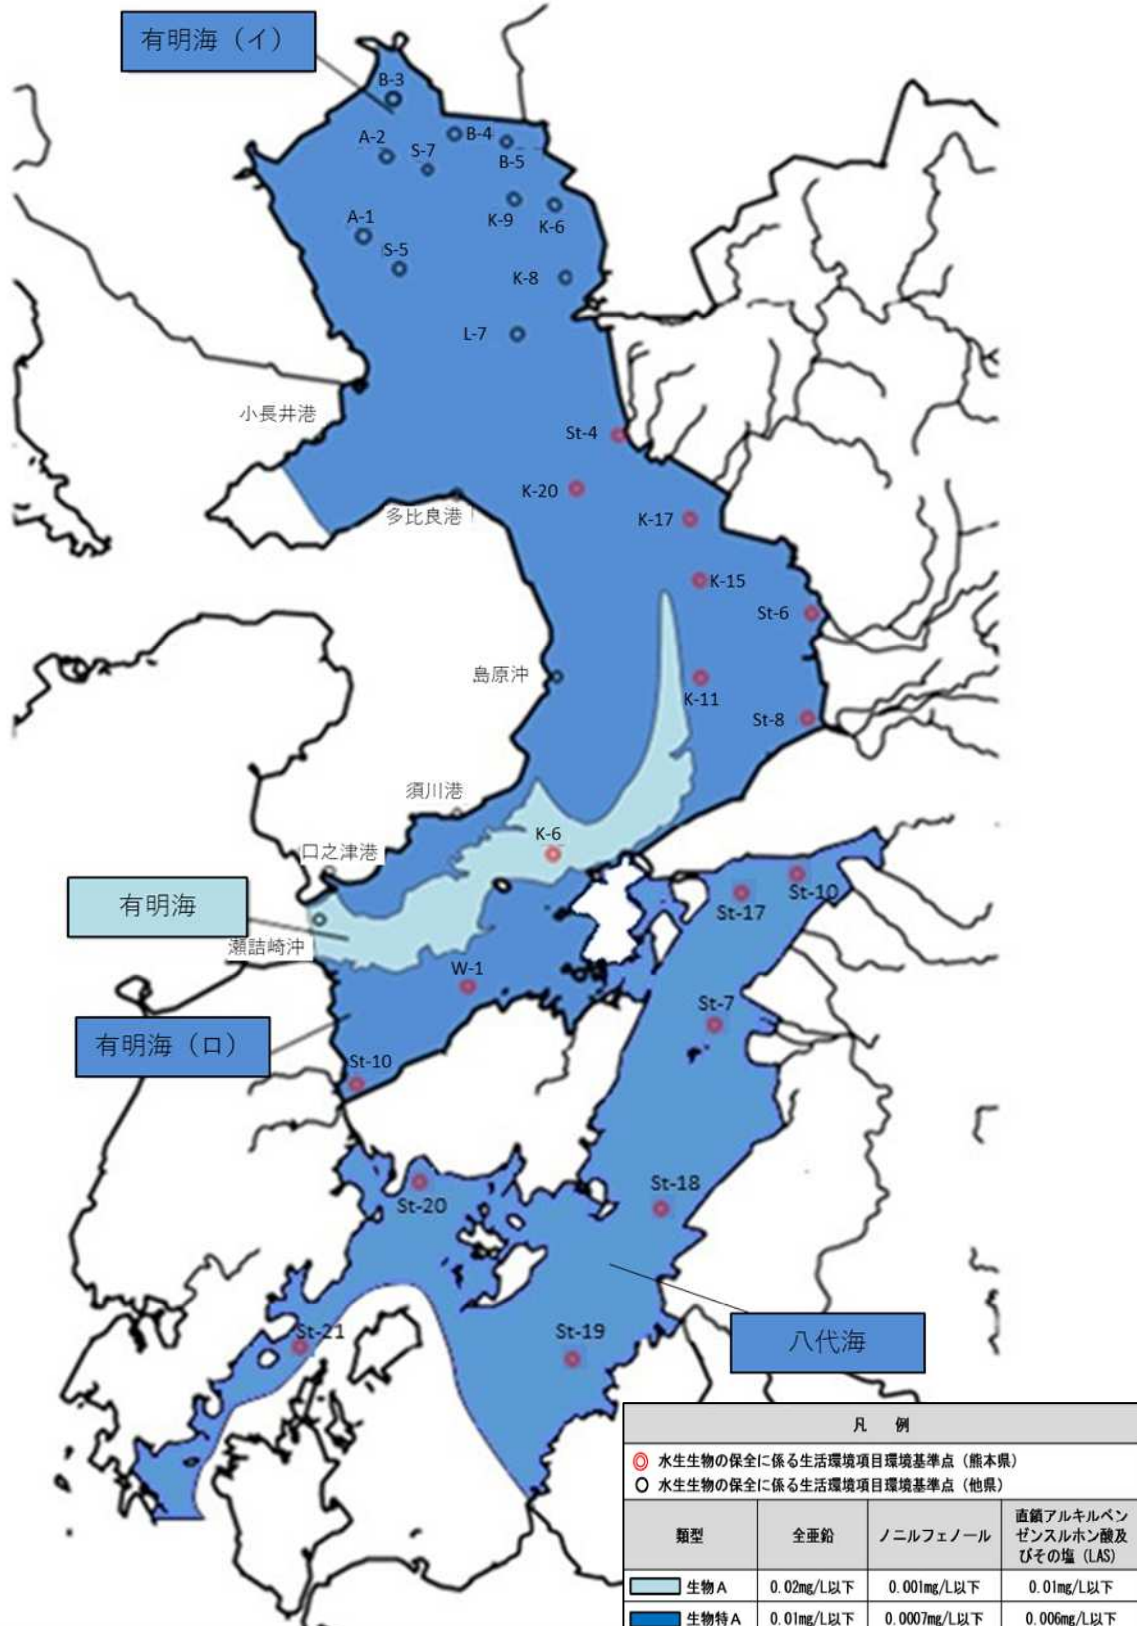 有明海（イ）
B-3
B-4
A-2
S-7
B-5
K-9
K-6
A-1
S-5
K-8
L-7
小長井港
St-4
K-20
多比良港
K-17
K-15
St-6
島原沖
K-11
St-8
須川港
K-6
口之津港
St-10
St-17
有明海
瀬詰崎沖
W-1
St-7
有明海（ロ）
St-10
St-20
St-18
St-21
St-19
八代海
凡　例
水生生物の保全に係る生活環境項目環境基準点（熊本県）
水生生物の保全に係る生活環境項目環境基準点（他県）
類型
全亜鉛
ノニルフェノール
直鎖アルキルベン
ゼンスルホン酸及
びその塩（LAS）
生物A 0.02mg/L以下 0.001mg/L以下 0.01mg/L以下
生物特A 0.01mg/L以下 0.0007mg/L以下 0.006mg/L以下